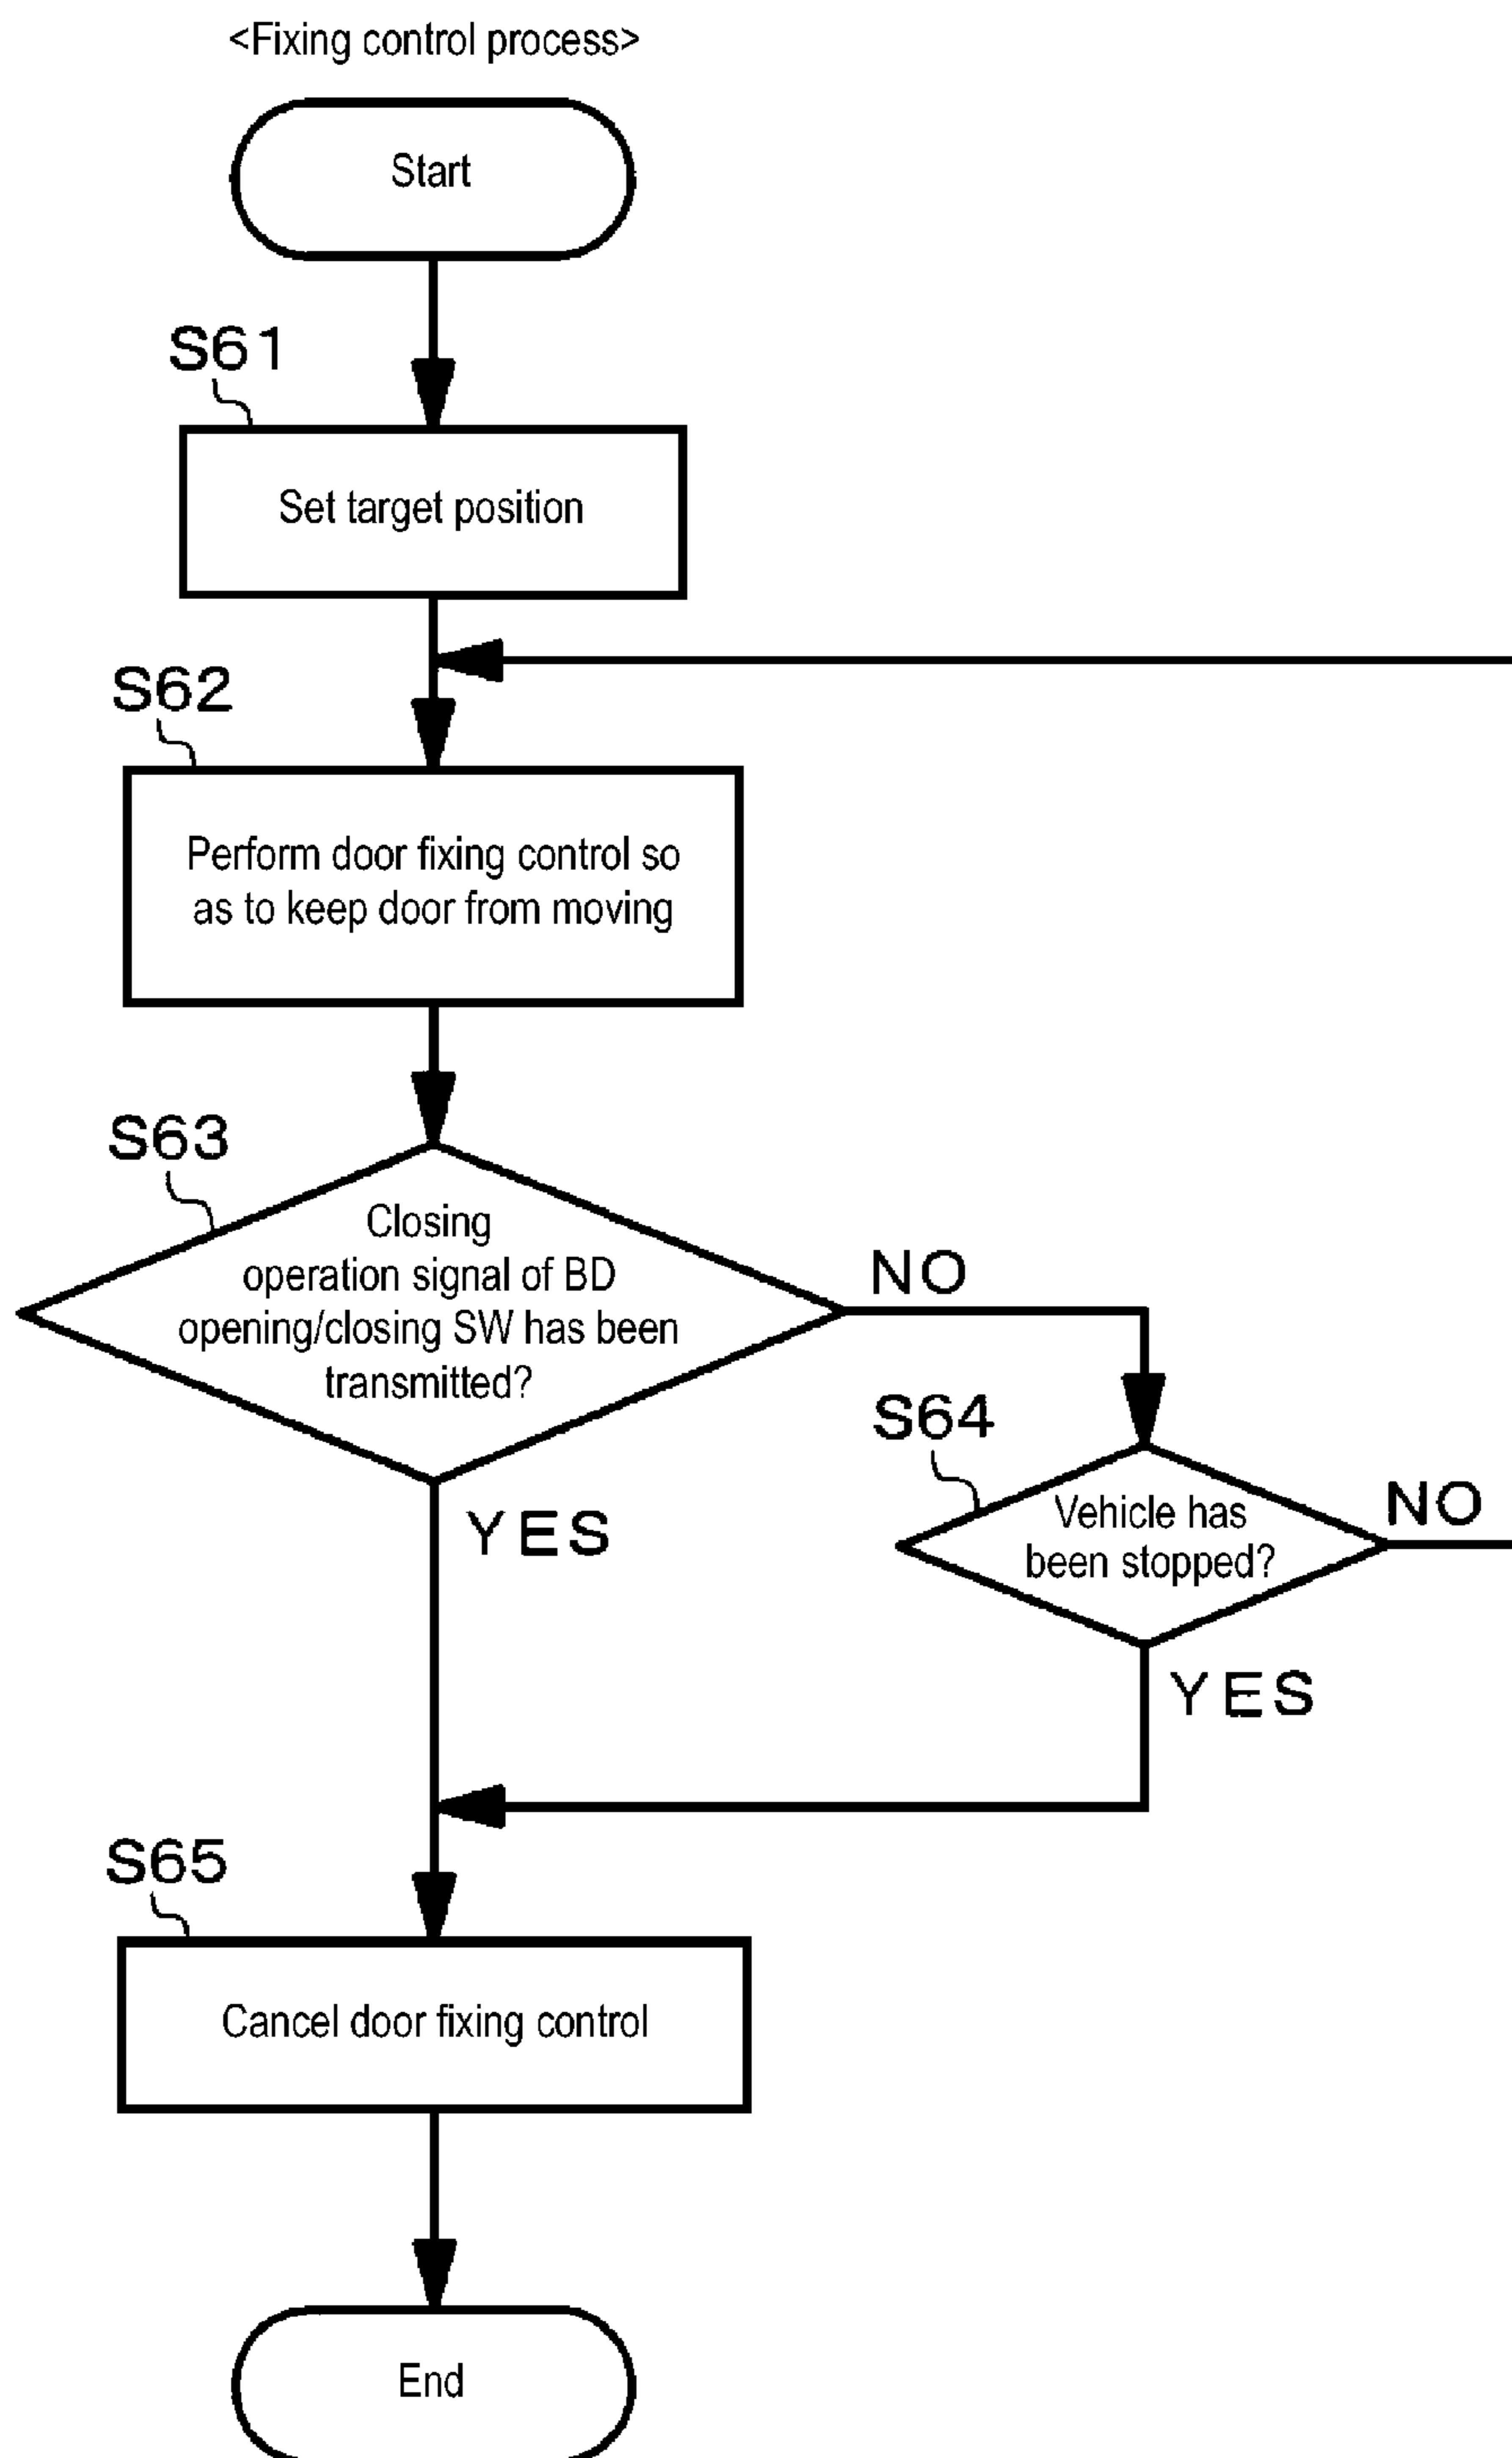 <Fixing control process>
Start
S61
Set target position
S62
Perform door fixing control so
as to keep door from moving
S63
Closing
operation signal of BD
opening/closing SW has been
transmitted?
NO
YES
S64
Vehicle has
been stopped?
NO
YES
S65
Cancel door fixing control
End